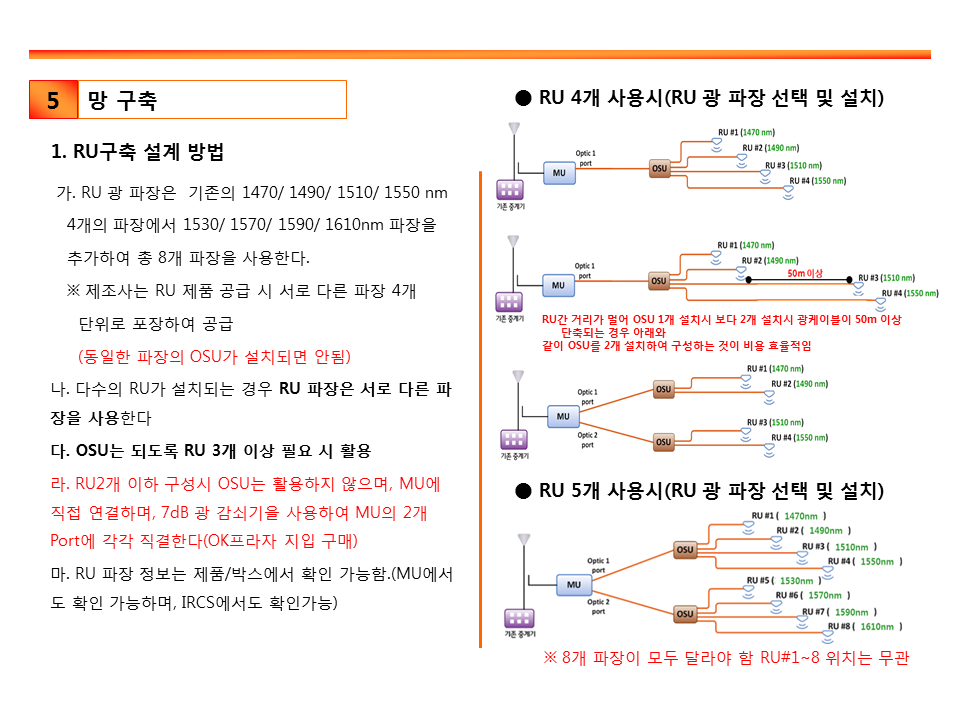 5 망 구축
1. RU구축 설계 방법
가. RU 광 파장은 기존의 1470/ 1490/ 1510/ 1550 nm
4개의 파장에서 1530/ 1570/ 1590/ 1610nm 파장을
추가하여 총 8개 파장을 사용한다.
※ 제조사는 RU 제품 공급 시 서로 다른 파장 4개
단위로 포장하여 공급
(동일한 파장의 OSU가 설치되면 안됨)
나. 다수의 RU가 설치되는 경우 RU 파장은 서로 다른 파
장을 사용한다
다. OSU는 되도록 RU 3개 이상 필요 시 활용
라. RU2개 이하 구성시 OSU는 활용하지 않으며, MU에
직접 연결하며, 7dB 광 감쇠기을 사용하여 MU의 2개
Port에 각각 직결한다(OK프라자 지입 구매)
마. RU 파장 정보는 제품/박스에서 확인 가능함.(MU에서
도 확인 가능하며, IRCS에서도 확인가능)
● RU 4개 사용시(RU 광 파장 선택 및 설치)
RU #1 (1470 nm)
RU #2 (1490 nm)
Optic 1
port
RU #3 (1510 nm)
MU
OSU
RU #4 (1550 nm)
기존 중계기
RU #1 (1470 nm)
RU #2 (1490 nm)
Optic 1
port
50m 이상
RU #3 (1510 nm)
MU
OSU
RU #4 (1550 nm)
기존 중계기
RU간 거리가 멀어 OSU 1개 설치시 보다 2개 설치시 광케이블이 50m 이상
단축되는 경우 아래와
같이 OSU를 2개 설치하여 구성하는 것이 비용 효율적임
RU #1 (1470 nm)
RU #2 (1490 nm)
OSU
Optic 1
port
MU
RU #3 (1510 nm)
RU #4 (1550 nm)
Optic 2
port
OSU
기존 중계기
● RU 5개 사용시(RU 광 파장 선택 및 설치)
RU #1 ( 1470nm )
RU #2 ( 1490nm )
RU #3 ( 1510nm )
RU #4 ( 1550nm )
OSU
Optic 1
port
MU
RU #5 ( 1530nm )
RU #6 ( 1570nm )
RU #7 ( 1590nm )
RU #8 ( 1610nm )
Optic 2
port
OSU
기존 중계기
※ 8개 파장이 모두 달라야 함 RU#1~8 위치는 무관